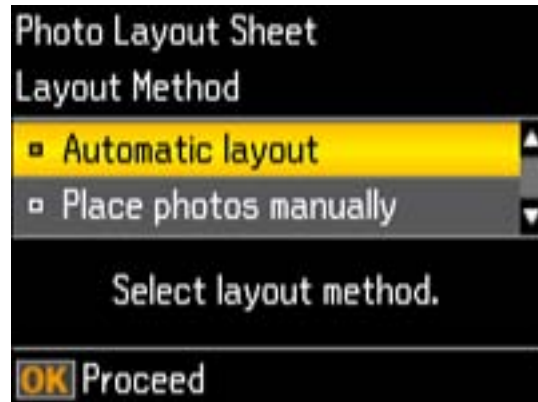 Photo Layout Sheet
Layout Method
Automatic layout
Place photos manually
Select layout method.
OK Proceed